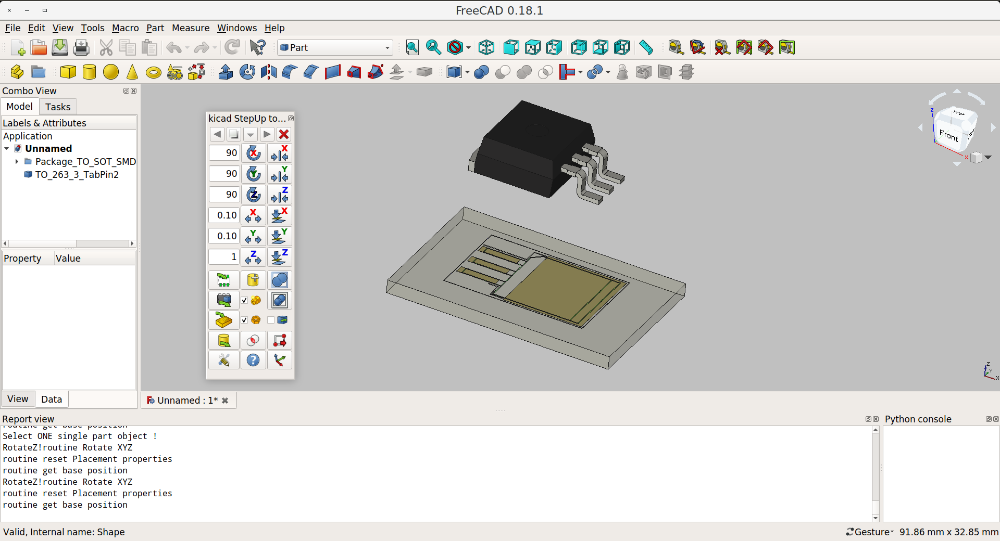 FreeCAD 0.18.1
File Edit View Tools Macro Part Measure Windows Help
Part
Combo View
Model Tasks
Labels & Attributes
Application
Unnamed
Package_TO_SOT_SMD
TO_263_3_TabPin2
Property Value
View Data
kicad StepUp to...
90 X X
90 Y Y
90 Z Z
0.10 X X
0.10 Y Y
1 Z Z
Top
Front
Z
X
Z
Y
X
Unnamed : 1*
Report view
routine get base position
Select ONE single part object !
RotateZ!routine Rotate XYZ
routine reset Placement properties
routine get base position
RotateZ!routine Rotate XYZ
routine reset Placement properties
routine get base position
Python console
Valid, Internal name: Shape
Gesture 91.86 mm x 32.85 mm